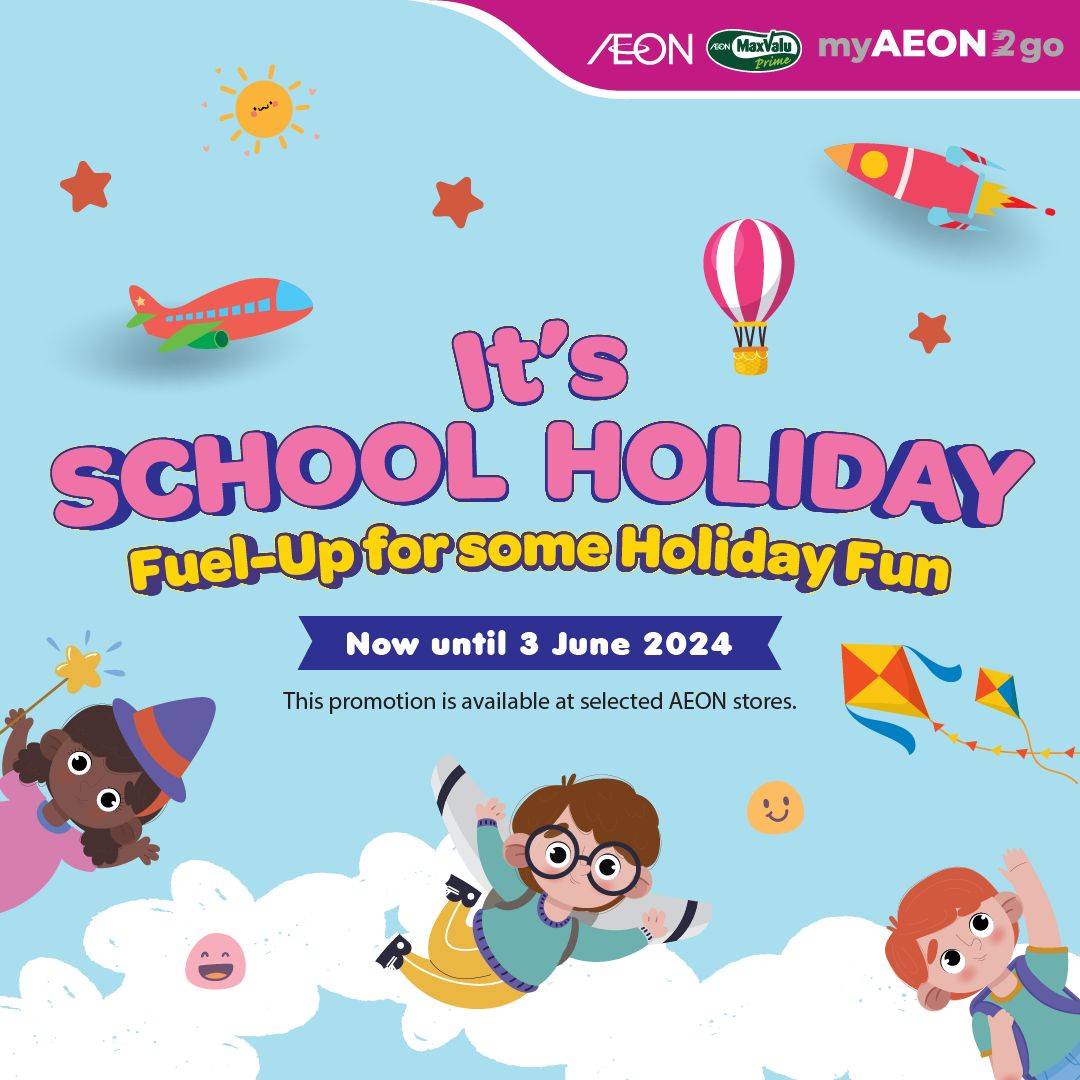 AEON
AEON MaxValu Prime
myAEON2go
It's
SCHOOL HOLIDAY
Fuel-Up for some Holiday Fun
Now until 3 June 2024
This promotion is available at selected AEON stores.